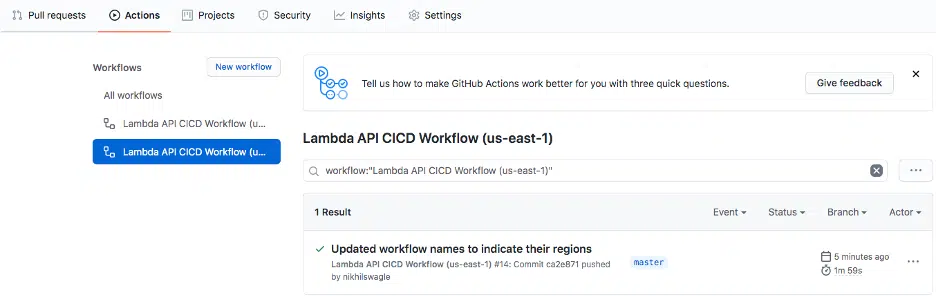 Pull requests Actions Projects Security Insights Settings
Workflows New workflow
All workflows
Lambda API CICD Workflow (u...
Lambda API CICD Workflow (u...
Tell us how to make GitHub Actions work better for you with three quick questions. Give feedback
Lambda API CICD Workflow (us-east-1)
workflow:"Lambda API CICD Workflow (us-east-1)"
1 Result Event Status Branch Actor
Updated workflow names to indicate their regions
Lambda API CICD Workflow (us-east-1) #14: Commit ca2e871 pushed
by nikhilswagle
master
5 minutes ago
1m 59s